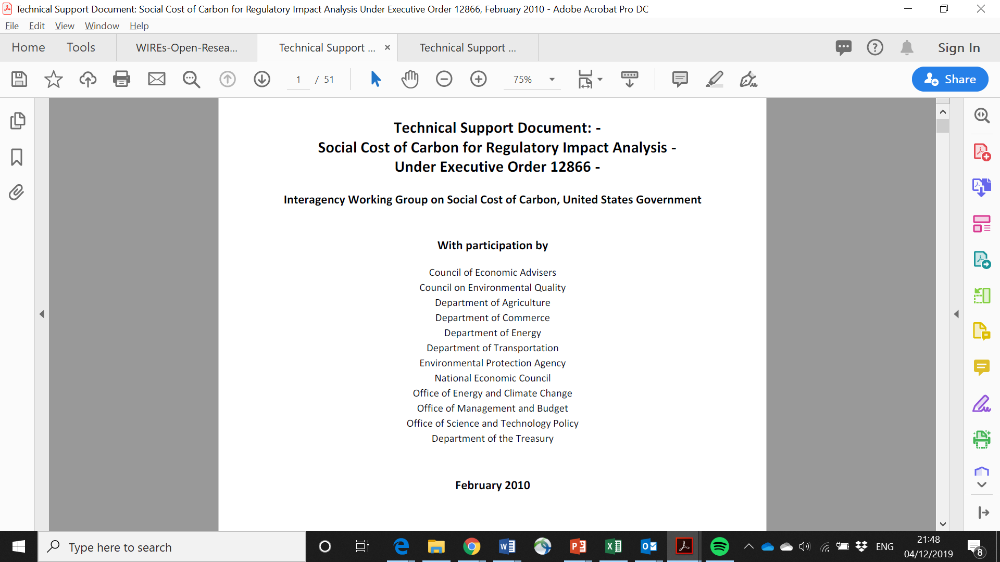 Technical Support Document: Social Cost of Carbon for Regulatory Impact Analysis Under Executive Order 12866, February 2010 - Adobe Acrobat Pro DC
File Edit View Window Help
Home Tools WIREs-Open-Resea... Technical Support ... × Technical Support ... Sign In
1 / 51 75% Share
Technical Support Document: -
Social Cost of Carbon for Regulatory Impact Analysis -
Under Executive Order 12866 -
Interagency Working Group on Social Cost of Carbon, United States Government
With participation by
Council of Economic Advisers
Council on Environmental Quality
Department of Agriculture
Department of Commerce
Department of Energy
Department of Transportation
Environmental Protection Agency
National Economic Council
Office of Energy and Climate Change
Office of Management and Budget
Office of Science and Technology Policy
Department of the Treasury
February 2010
Type here to search
ENG
21:48
04/12/2019
8